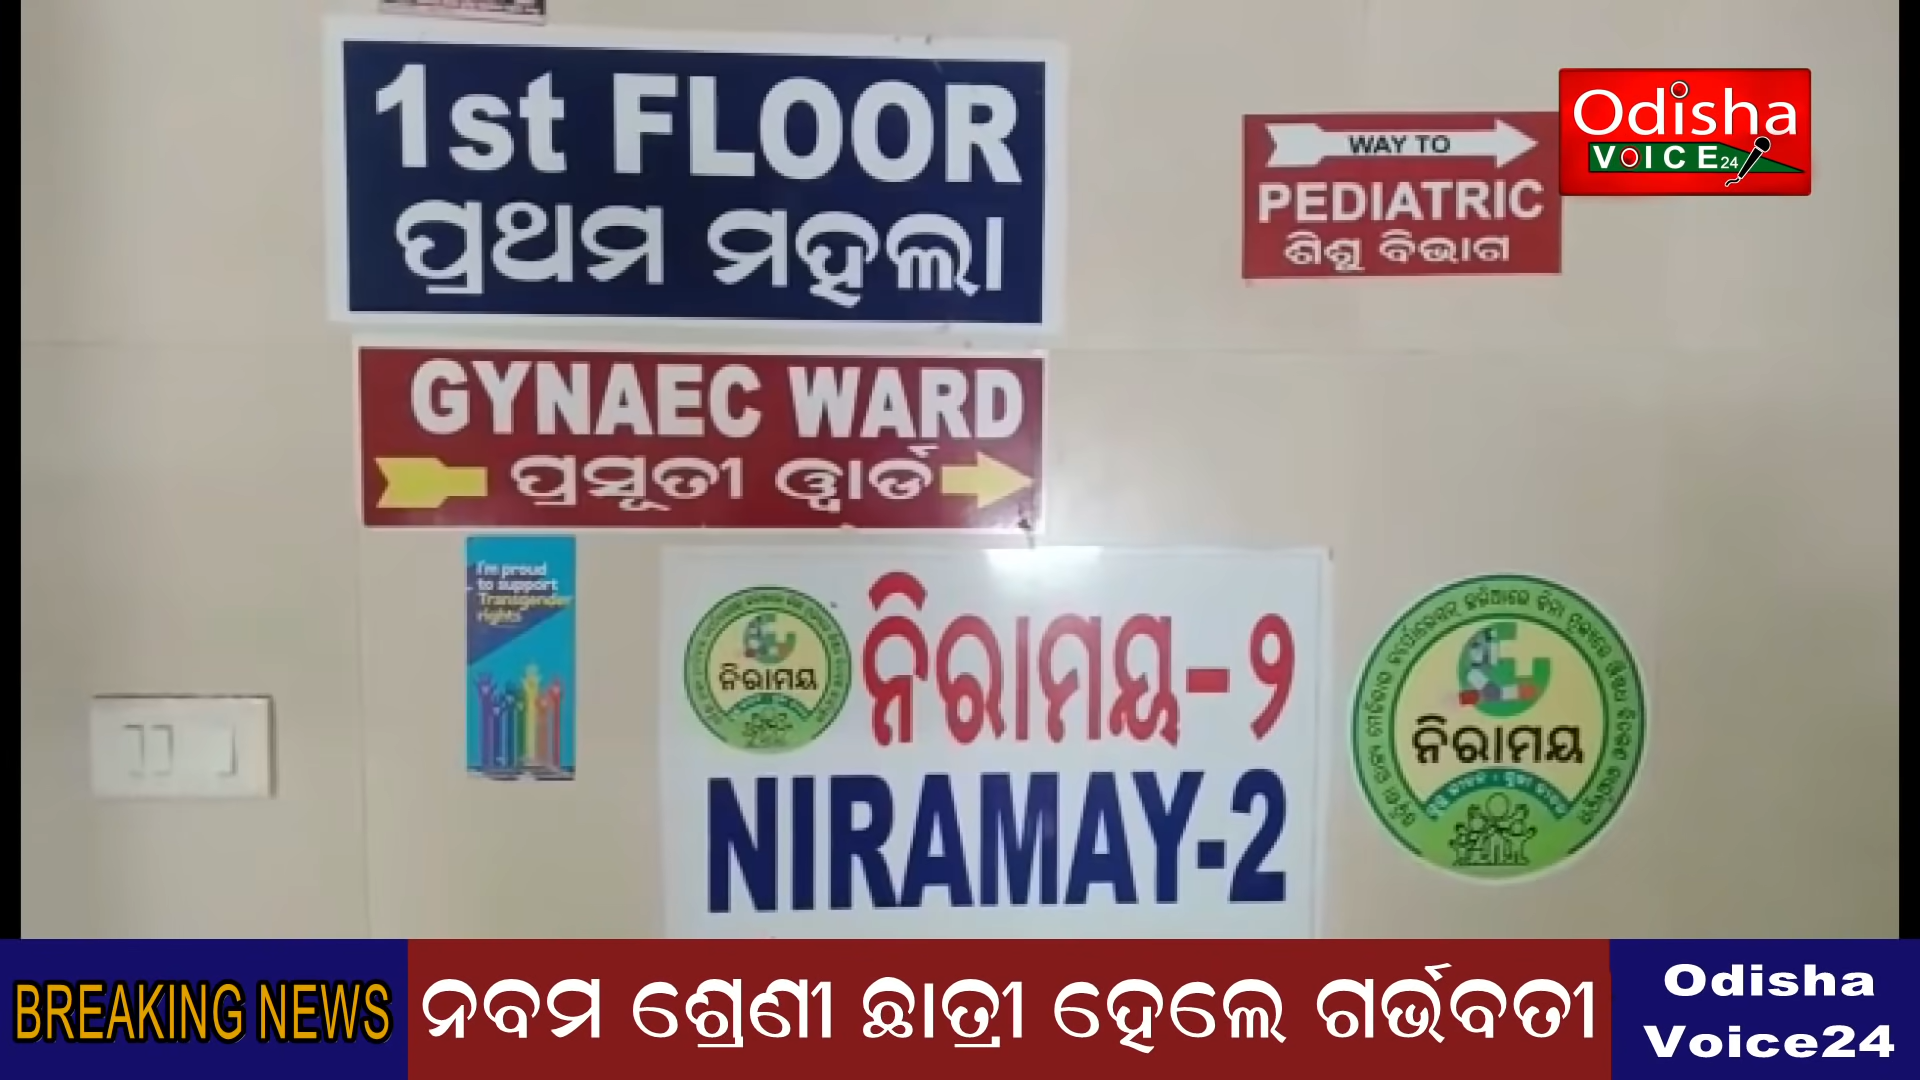 1st FLOOR
ପ୍ରଥମ ମହଲା
WAY TO
PEDIATRIC
ଶିଶୁ ବିଭାଗ
Odisha
VOICE24
GYNAEC WARD
ପ୍ରସୂତୀ ୱାର୍ଡ
I'm proud
to support
Transgender
rights
ନିରାମୟ
ନିରାମୟ-୨
NIRAMAY-2
ନିରାମୟ
BREAKING NEWS
ନବମ ଶ୍ରେଣୀ ଛାତ୍ରୀ ହେଲେ ଗର୍ଭବତୀ
Odisha
Voice24